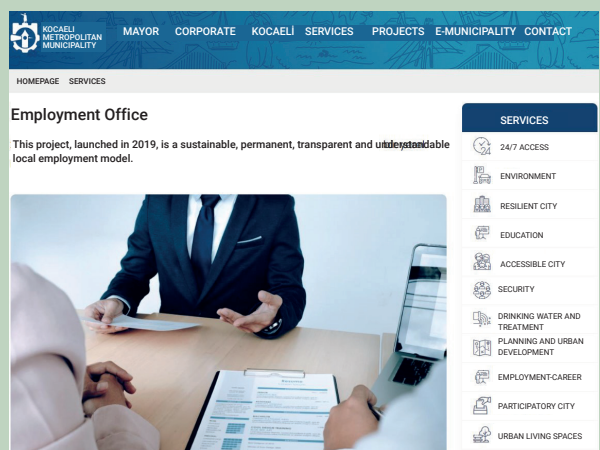 KOCAELI
METROPOLITAN
MUNICIPALITY
MAYOR CORPORATE KOCAELİ SERVICES PROJECTS E-MUNICIPALITY CONTACT
HOMEPAGE SERVICES
Employment Office
This project, launched in 2019, is a sustainable, permanent, transparent and understandable
local employment model.
SERVICES
24/7 ACCESS
ENVIRONMENT
RESILIENT CITY
EDUCATION
ACCESSIBLE CITY
SECURITY
DRINKING WATER AND
TREATMENT
PLANNING AND URBAN
DEVELOPMENT
EMPLOYMENT-CAREER
PARTICIPATORY CITY
URBAN LIVING SPACES